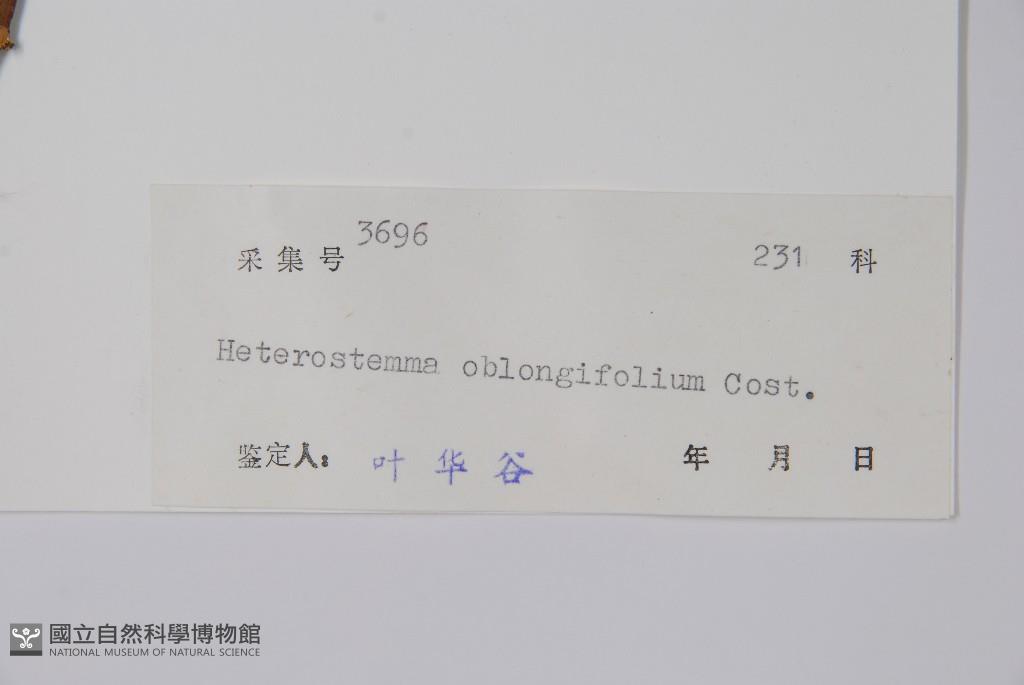 采集号 3696 231 科
Heterostemma oblongifolium Cost.
鉴定人: 叶华谷 年 月 日
國立自然科學博物館
NATIONAL MUSEUM OF NATURAL SCIENCE